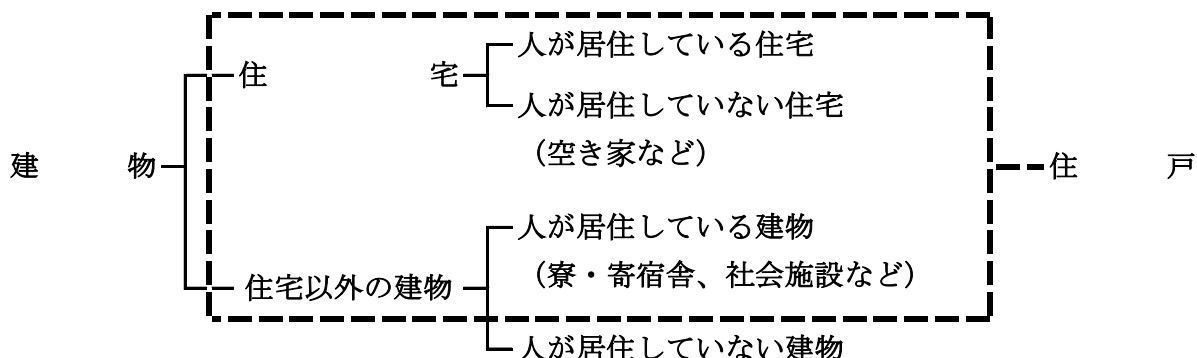 人が居住している住宅
住宅
人が居住していない住宅
（空き家など）
建物
住戸
人が居住している建物
（寮・寄宿舎、社会施設など）
住宅以外の建物
人が居住していない建物